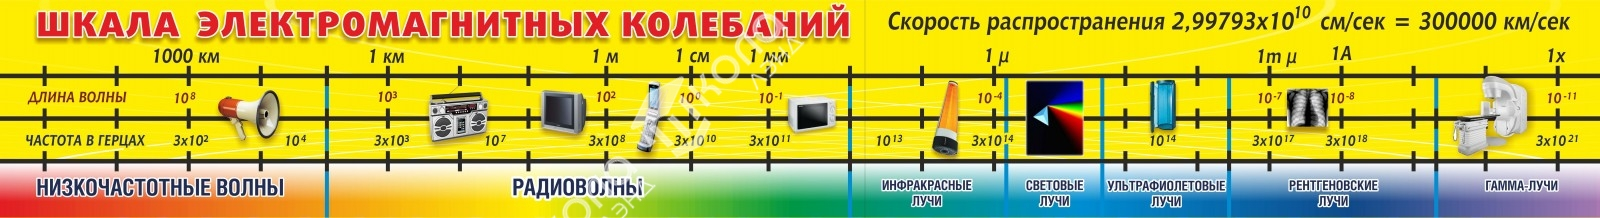 ШКАЛА ЭЛЕКТРОМАГНИТНЫХ КОЛЕБАНИЙ
Скорость распространения 2,99793x10¹⁰ см/сек = 300000 км/сек
1000 км 1 км 1 м 1 см 1 мм 1 μ 1m μ 1А 1х
ДЛИНА ВОЛНЫ 10⁸ 10³ 10² 10⁰ 10⁻¹ 10⁻⁴ 10⁻⁷ 10⁻⁸ 10⁻¹¹
ЧАСТОТА В ГЕРЦАХ 3x10² 10⁴ 3x10³ 10⁷ 3x10⁸ 3x10¹⁰ 3x10¹¹ 10¹³ 3x10¹⁴ 10¹⁴ 3x10¹⁷ 3x10¹⁸ 3x10²¹
НИЗКОЧАСТОТНЫЕ ВОЛНЫ
РАДИОВОЛНЫ
ИНФРАКРАСНЫЕ
ЛУЧИ
СВЕТОВЫЕ
ЛУЧИ
УЛЬТРАФИОЛЕТОВЫЕ
ЛУЧИ
РЕНТГЕНОВСКИЕ
ЛУЧИ
ГАММА-ЛУЧИ